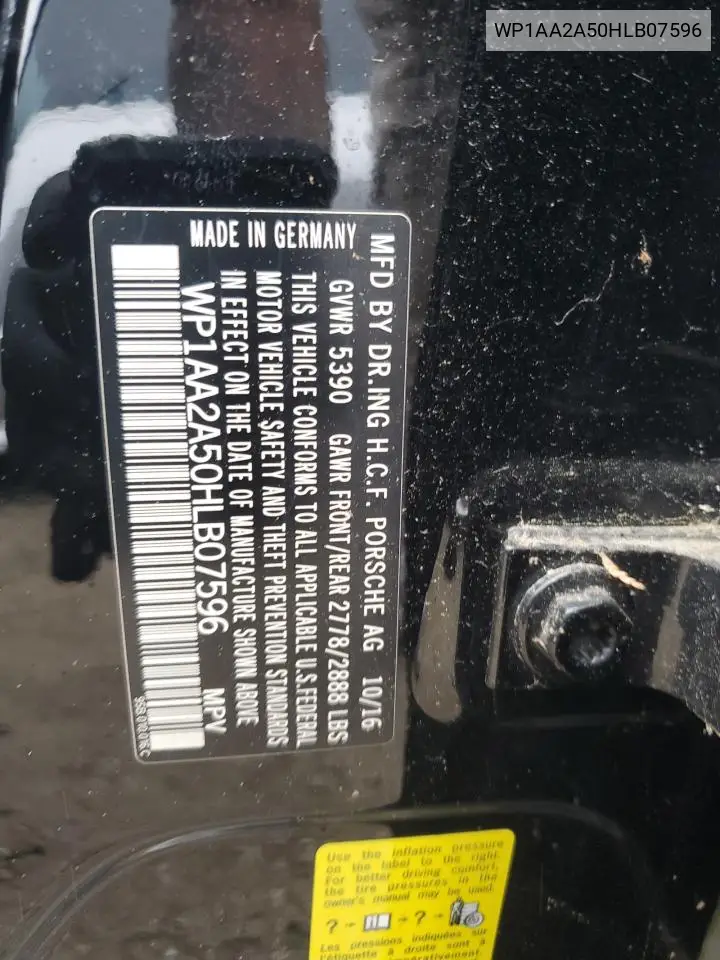 WP1AA2A50HLB07596
MFD BY DR.ING H.C.F. PORSCHE AG 10/16
GVWR 5390 GAWR FRONT/REAR 2778/2888 LBS
THIS VEHICLE CONFORMS TO ALL APPLICABLE U.S.FEDERAL
MOTOR VEHICLE SAFETY AND THEFT PREVENTION STANDARDS
IN EFFECT ON THE DATE OF MANUFACTURE SHOWN ABOVE
WP1AA2A50HLB07596 MPV
MADE IN GERMANY
Use the inflation pressure
on the label to the right.
For better driving comfort,
the tire pressures in the
owner's manual may be used.
? - - ? -
Les pressions indiquées sur
l'étiquette à droite sont à